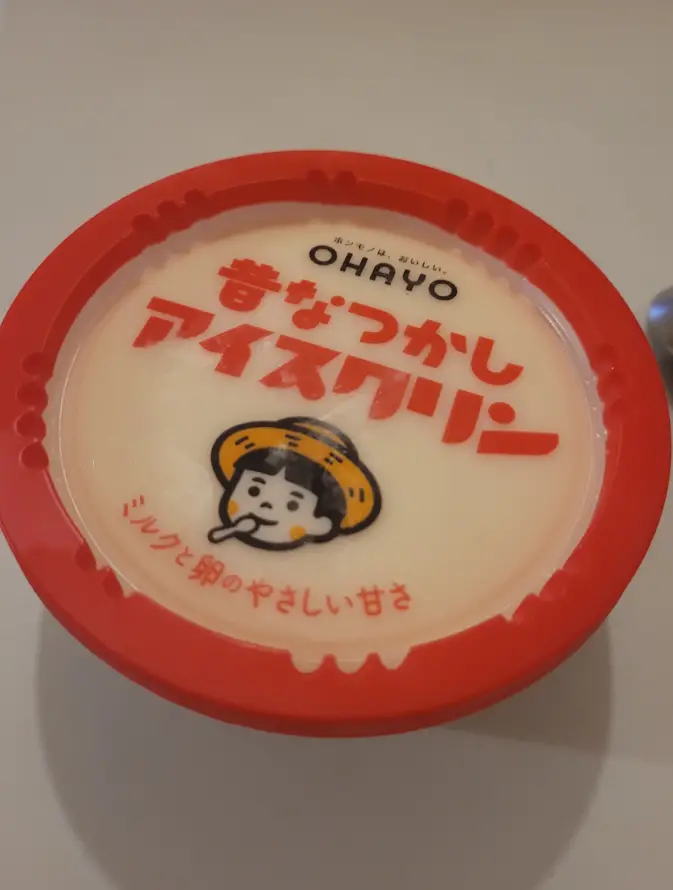 ホンモノは、おいしい。
OHAYO
昔なつかし
アイスクリン
ミルクと卵のやさしい甘さ